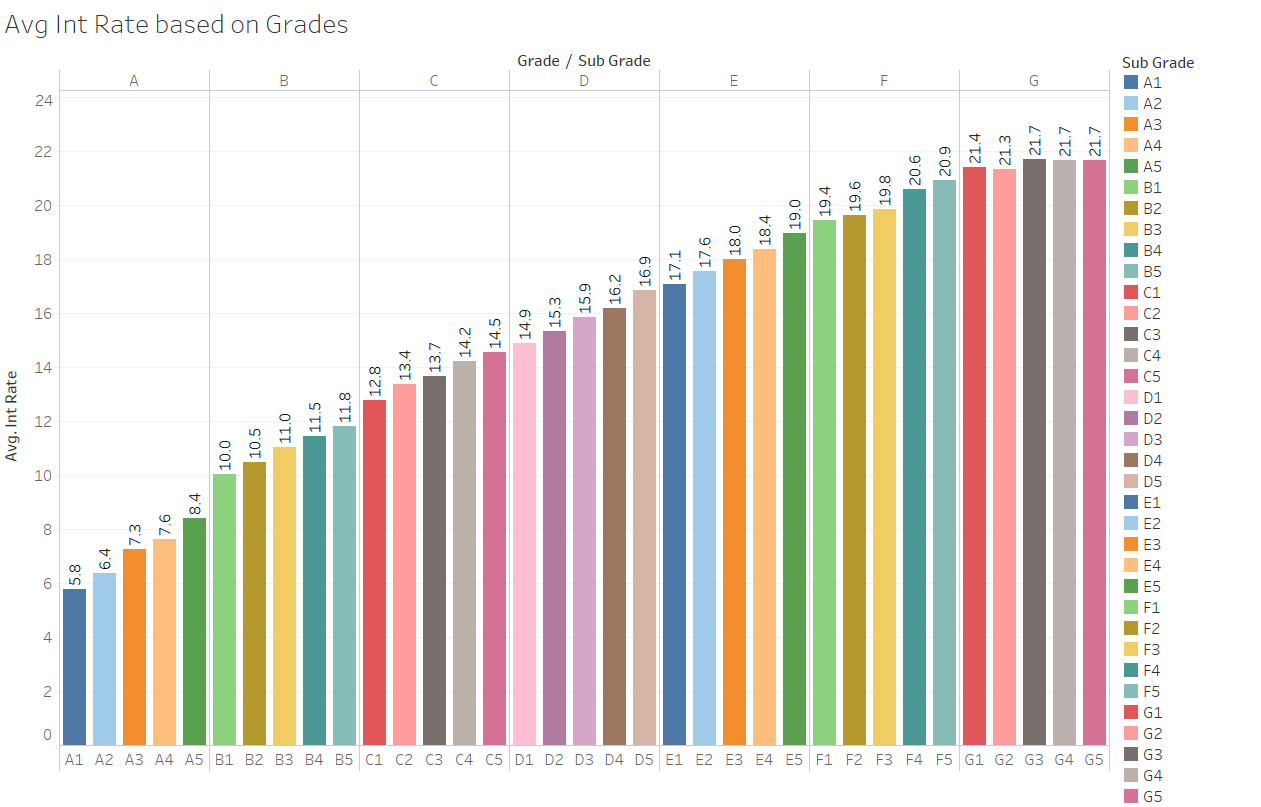 Avg Int Rate based on Grades
Grade / Sub Grade
A B C D E F G
Avg. Int Rate
24
22
20
18
16
14
12
10
8
6
4
2
0
5.8 6.4 7.3 7.6 8.4 10.0 10.5 11.0 11.5 11.8 12.8 13.4 13.7 14.2 14.5 14.9 15.3 15.9 16.2 16.9 17.1 17.6 18.0 18.4 19.0 19.4 19.6 19.8 20.6 20.9 21.4 21.3 21.7 21.7 21.7
A1 A2 A3 A4 A5 B1 B2 B3 B4 B5 C1 C2 C3 C4 C5 D1 D2 D3 D4 D5 E1 E2 E3 E4 E5 F1 F2 F3 F4 F5 G1 G2 G3 G4 G5
Sub Grade
A1
A2
A3
A4
A5
B1
B2
B3
B4
B5
C1
C2
C3
C4
C5
D1
D2
D3
D4
D5
E1
E2
E3
E4
E5
F1
F2
F3
F4
F5
G1
G2
G3
G4
G5